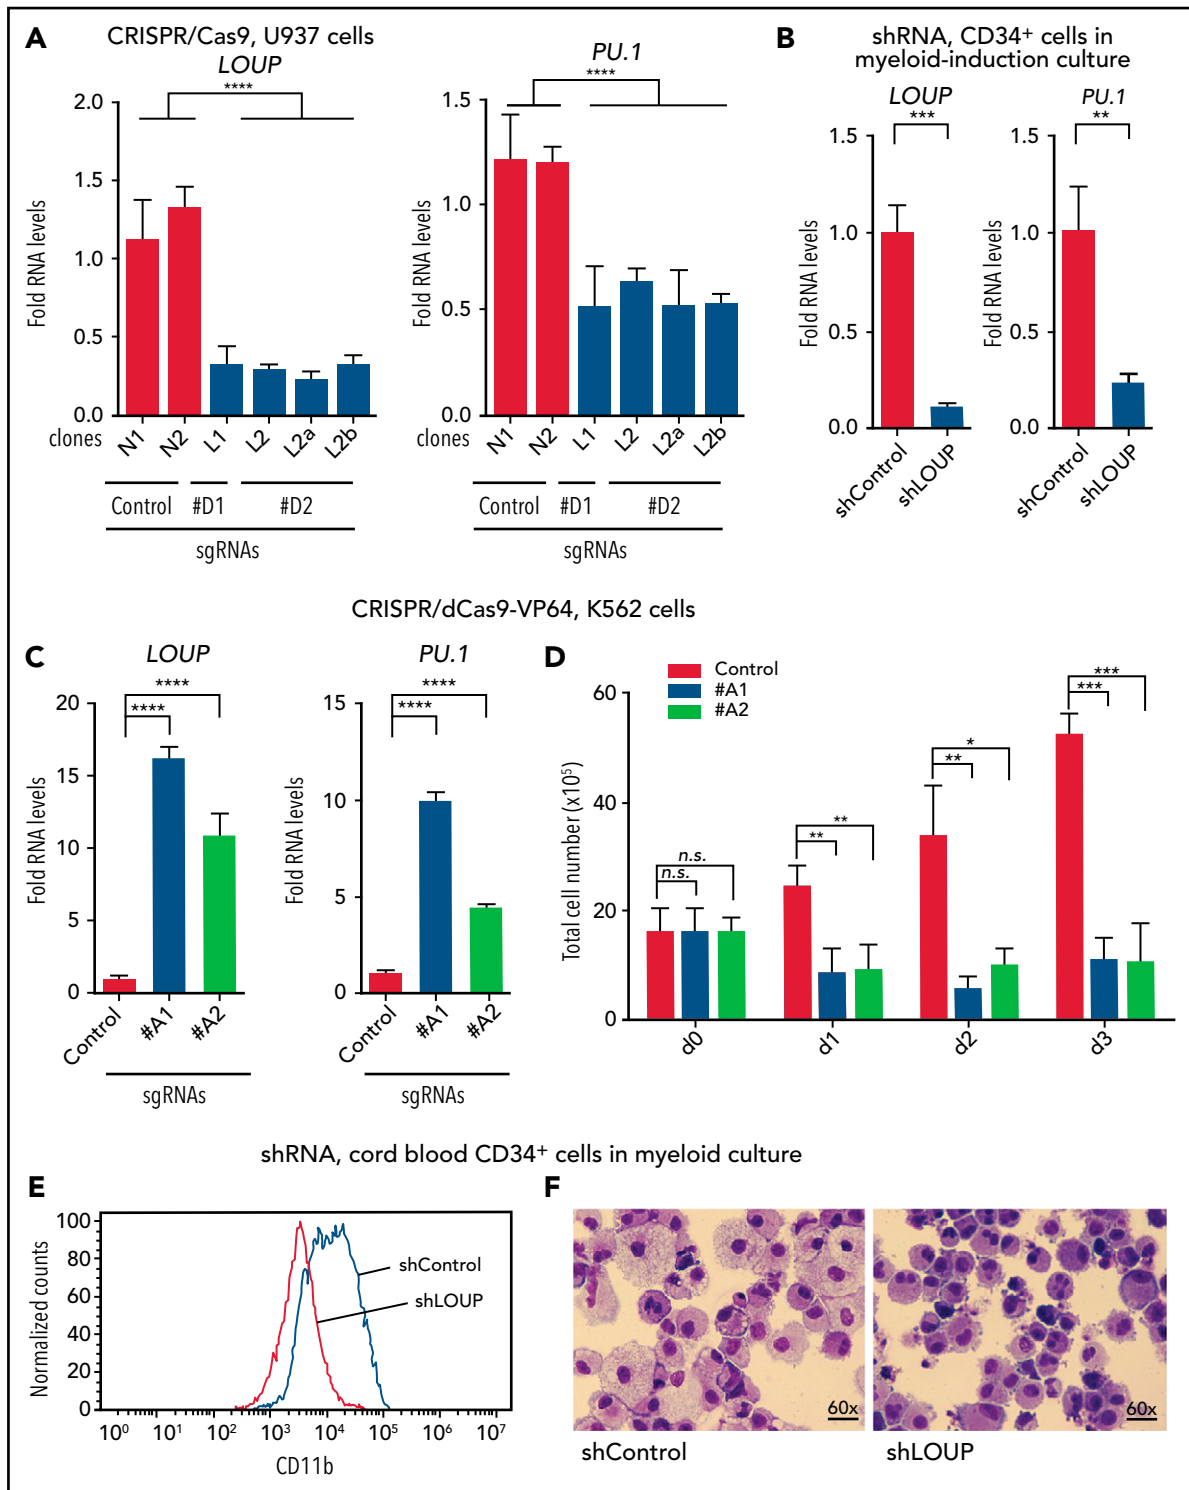 A
CRISPR/Cas9, U937 cells
LOUP
****
Fold RNA levels
2.0
1.5
1.0
0.5
0.0
clones
N1 N2 L1 L2 L2a L2b
Control #D1 #D2
sgRNAs
PU.1
****
Fold RNA levels
1.5
1.0
0.5
0.0
clones
N1 N2 L1 L2 L2a L2b
Control #D1 #D2
sgRNAs
B
shRNA, CD34+ cells in
myeloid-induction culture
LOUP
***
Fold RNA levels
1.5
1.0
0.5
0.0
shControl shLOUP
PU.1
**
Fold RNA levels
1.5
1.0
0.5
0.0
shControl shLOUP
CRISPR/dCas9-VP64, K562 cells
C
LOUP
****
****
Fold RNA levels
20
15
10
5
0
Control #A1 #A2
sgRNAs
PU.1
****
****
Fold RNA levels
15
10
5
0
Control #A1 #A2
sgRNAs
D
Control
#A1
#A2
Total cell number (x10⁵)
60
40
20
0
n.s.
n.s.
**
**
*
**
***
***
d0 d1 d2 d3
shRNA, cord blood CD34+ cells in myeloid culture
E
Normalized counts
100
80
60
40
20
0
shControl
shLOUP
10⁰ 10¹ 10² 10³ 10⁴ 10⁵ 10⁶ 10⁷
CD11b
F
60x
60x
shControl
shLOUP